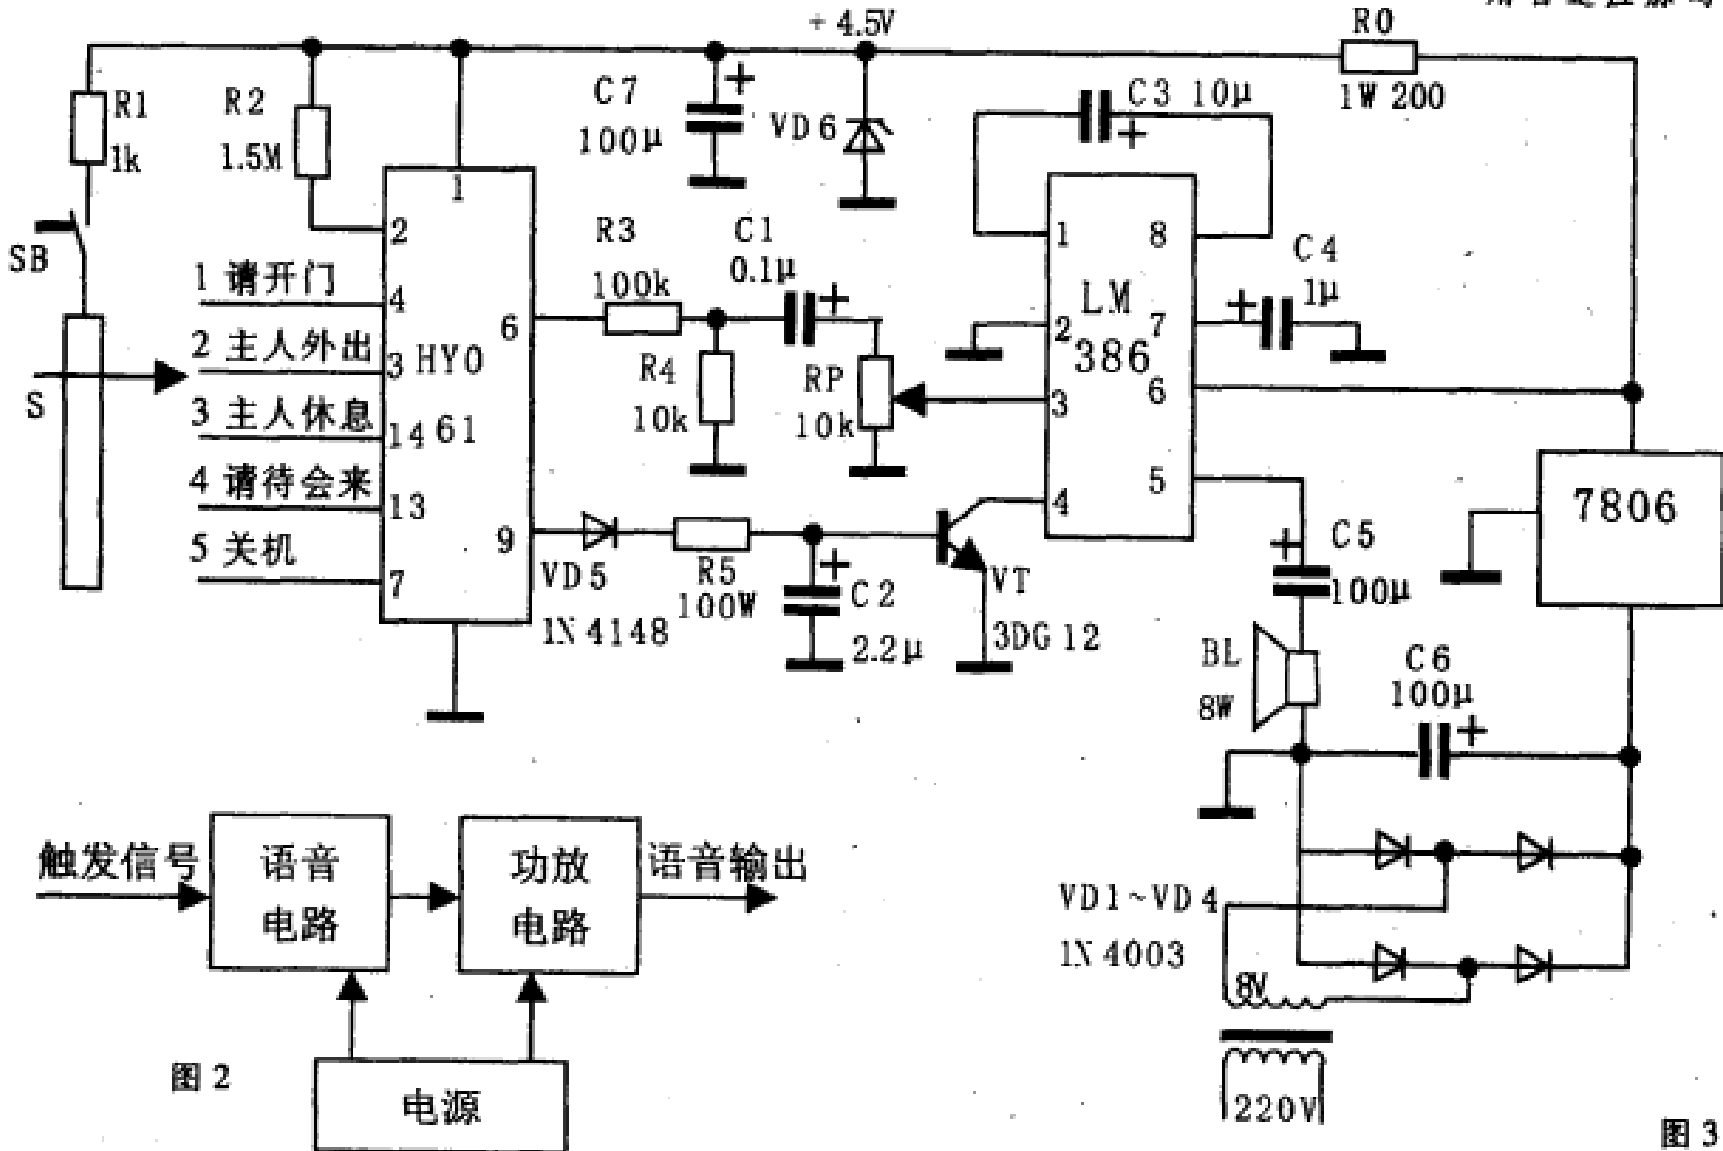 +4.5V
R0
1W 200
R1
1k
R2
1.5M
C7
100μ
VD6
C3 10μ
1
2
SB
R3
100k
C1
0.1μ
1
8
C4
1μ
LM
386
2
7
1 请开门
4
2 主人外出
3
HY0
61
6
R4
10k
RP
10k
3
6
S
3 主人休息
14
4 请待会来
13
5 关机
7
9
VD5
1N4148
R5
100W
C2
2.2μ
VT
3DG12
4
5
7806
C5
100μ
BL
8W
C6
100μ
触发信号
语音
电路
功放
电路
语音输出
VD1~VD4
1N4003
8V
220V
图2
电源
图3